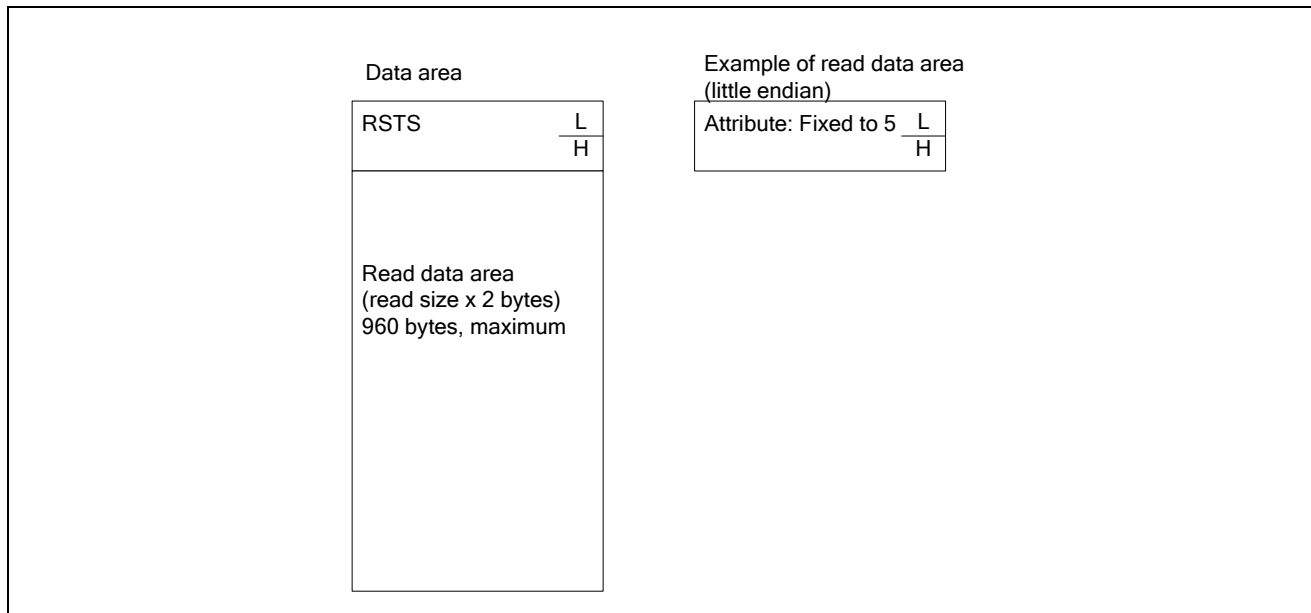 Data area
RSTS L
H
Read data area
(read size x 2 bytes)
960 bytes, maximum
Example of read data area
(little endian)
Attribute: Fixed to 5 L
H